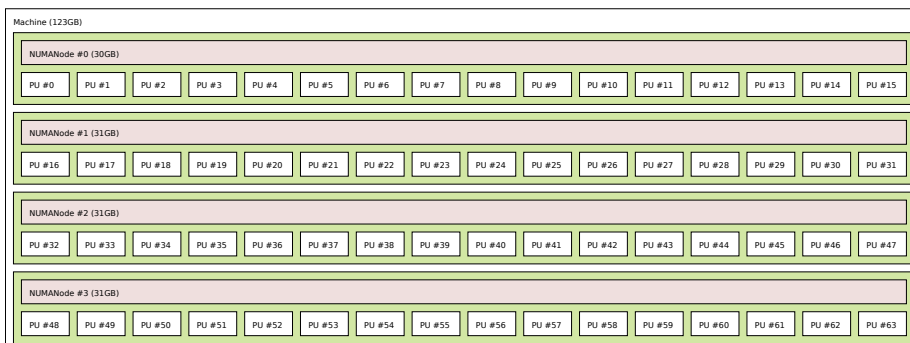 Machine (123GB)
NUMANode #0 (30GB)
PU #0 PU #1 PU #2 PU #3 PU #4 PU #5 PU #6 PU #7 PU #8 PU #9 PU #10 PU #11 PU #12 PU #13 PU #14 PU #15
NUMANode #1 (31GB)
PU #16 PU #17 PU #18 PU #19 PU #20 PU #21 PU #22 PU #23 PU #24 PU #25 PU #26 PU #27 PU #28 PU #29 PU #30 PU #31
NUMANode #2 (31GB)
PU #32 PU #33 PU #34 PU #35 PU #36 PU #37 PU #38 PU #39 PU #40 PU #41 PU #42 PU #43 PU #44 PU #45 PU #46 PU #47
NUMANode #3 (31GB)
PU #48 PU #49 PU #50 PU #51 PU #52 PU #53 PU #54 PU #55 PU #56 PU #57 PU #58 PU #59 PU #60 PU #61 PU #62 PU #63